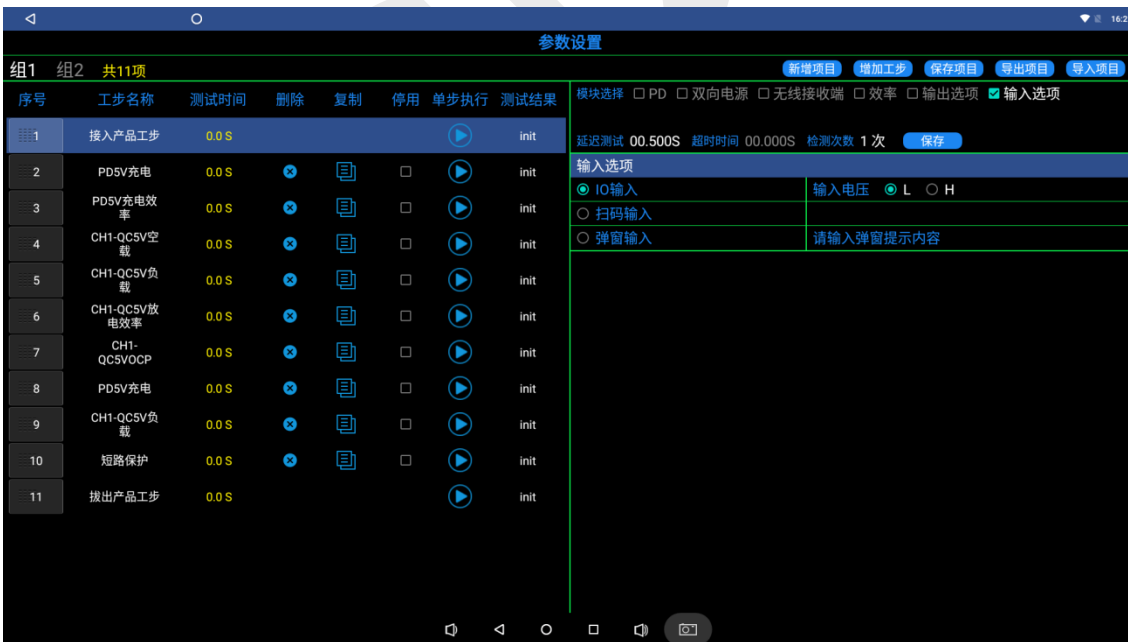 16:2
参数设置
组1 组2 共11项 新增项目 增加工步 保存项目 导出项目 导入项目
序号 工步名称 测试时间 删除 复制 停用 单步执行 测试结果
模块选择 PD 双向电源 无线接收端 效率 输出选项 输入选项
延迟测试 00.500S 超时时间 00.000S 检测次数 1 次 保存
输入选项
IO输入 输入电压 L H
扫码输入
弹窗输入 请输入弹窗提示内容
1 接入产品工步 0.0 S init
2 PD5V充电 0.0 S init
3 PD5V充电效
率 0.0 S init
4 CH1-QC5V空
载 0.0 S init
5 CH1-QC5V负
载 0.0 S init
6 CH1-QC5V放
电效率 0.0 S init
7 CH1-
QC5VOCP 0.0 S init
8 PD5V充电 0.0 S init
9 CH1-QC5V负
载 0.0 S init
10 短路保护 0.0 S init
11 拔出产品工步 0.0 S init